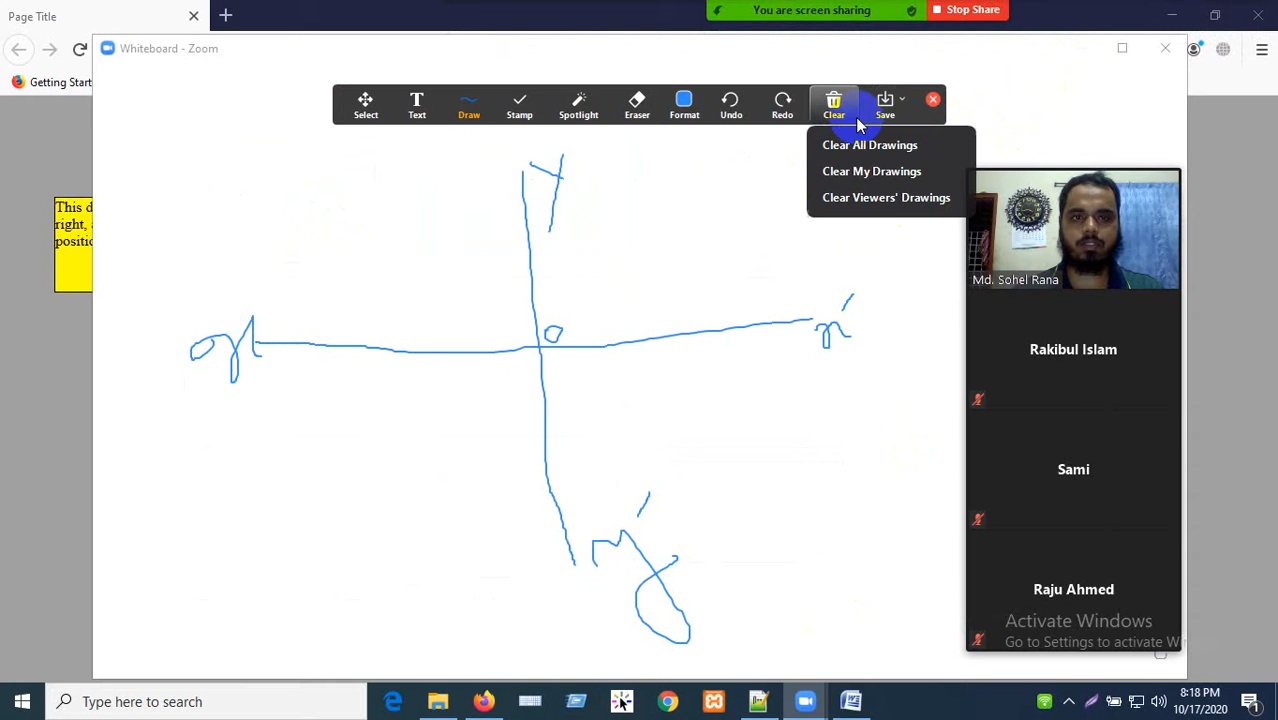 Page Title
You are screen sharing
Stop Share
Whiteboard - Zoom
Getting Start
Select
Text
Draw
Stamp
Spotlight
Eraser
Format
Undo
Redo
Clear
Save
Clear All Drawings
Clear My Drawings
Clear Viewers' Drawings
This d
right, a
positio
Y
O
x'
Md. Sohel Rana
Rakibul Islam
Sami
Raju Ahmed
Activate Windows
Go to Settings to activate Wi
Type here to search
8:18 PM
10/17/2020